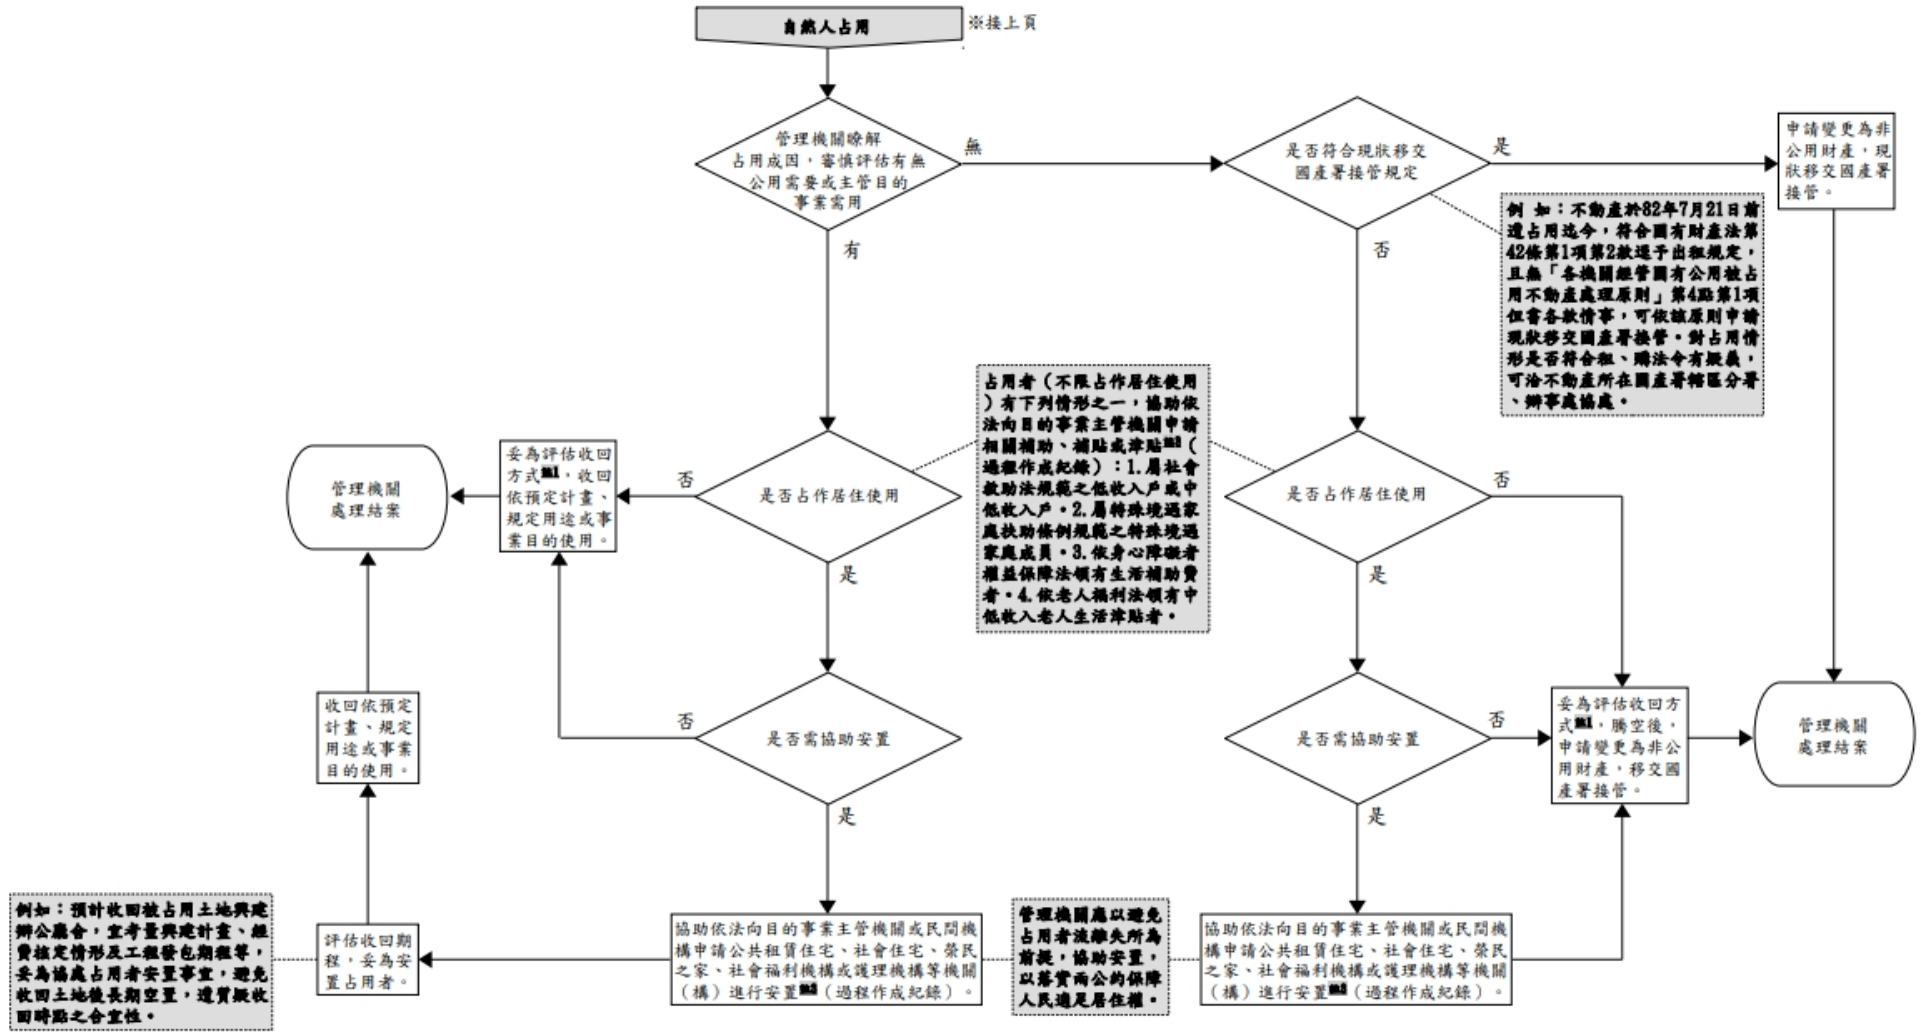 自然人占用
※接上頁
管理機關瞭解
占用成因，審慎評估有無
公用需要或主管目的
事業需用
無
有
是否符合現狀移交
國產署接管規定
是
否
申請變更為非
公用財產，現
狀移交國產署
接管。
例 如：不動產於82年7月21日前
遭占用迄今，符合國有財產法第
42條第1項第2款逕予出租規定，
且無「各機關經管國有公用被占
用不動產處理原則」第4點第1項
但書各款情事，可依該原則申請
現狀移交國產署接管。對占用情
形是否符合租、購法令有疑義，
可洽不動產所在國產署轄區分署
、辦事處協處。
占用者（不限占作居住使用
）有下列情形之一，協助依
法向目的事業主管機關申請
相關補助、補貼或津貼註2（
過程作成紀錄）：1.屬社會
救助法規範之低收入戶或中
低收入戶。2.屬特殊境遇家
庭扶助條例規範之特殊境遇
家庭成員。3.依身心障礙者
權益保障法領有生活補助費
者。4.依老人福利法領有中
低收入老人生活津貼者。
管理機關
處理結案
妥為評估收回
方式註1，收回
依預定計畫、
規定用途或事
業目的使用。
否
是否占作居住使用
是
是否占作居住使用
否
是
收回依預定
計畫、規定
用途或事業
目的使用。
否
是否需協助安置
是
是否需協助安置
否
是
妥為評估收回方
式註1，騰空後，
申請變更為非公
用財產，移交國
產署接管。
管理機關
處理結案
例如：預計收回被占用土地興建
辦公廳舍，宜考量興建計畫、經
費核定情形及工程發包期程等，
妥為協處占用者安置事宜，避免
收回土地後長期空置，遭質疑收
回時點之合宜性。
評估收回期
程，妥為安
置占用者。
協助依法向目的事業主管機關或民間機
構申請公共租賃住宅、社會住宅、榮民
之家、社會福利機構或護理機構等機關
（構）進行安置註3（過程作成紀錄）。
管理機關應以避免
占用者流離失所為
前提，協助安置，
以落實兩公約保障
人民適足居住權。
協助依法向目的事業主管機關或民間機
構申請公共租賃住宅、社會住宅、榮民
之家、社會福利機構或護理機構等機關
（構）進行安置註3（過程作成紀錄）。